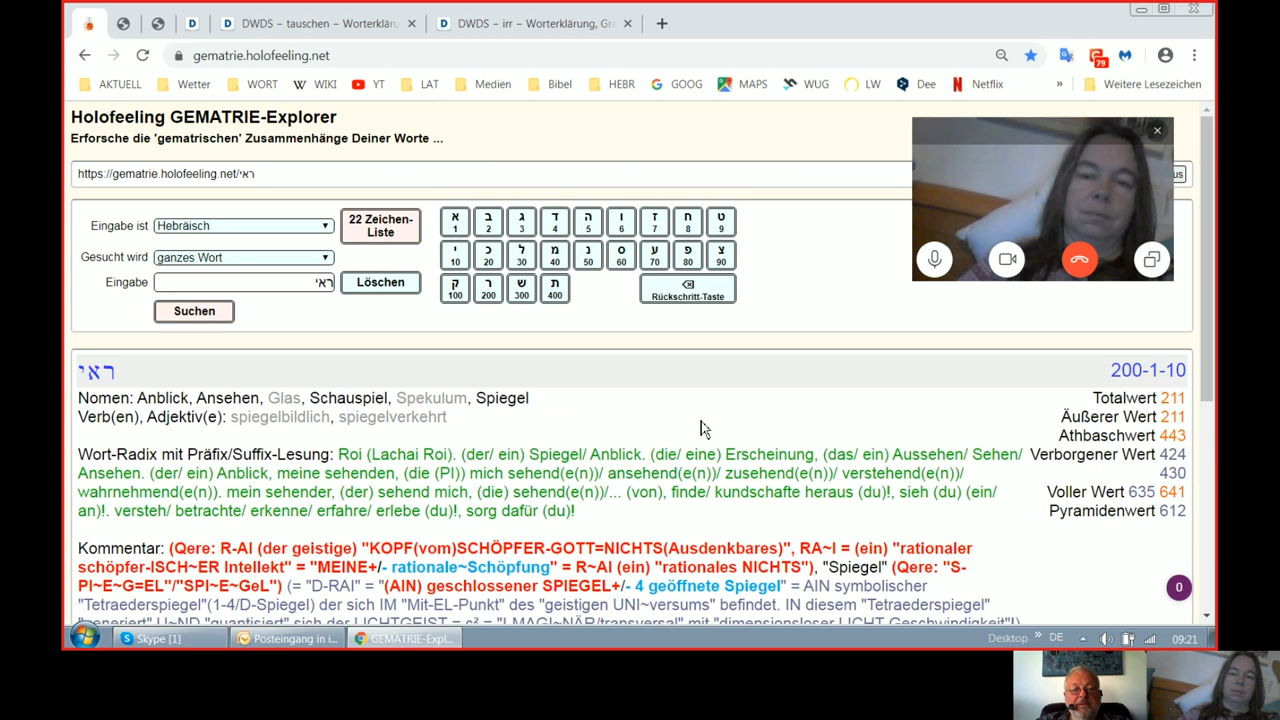 DWDS – tauschen – Worterkläru
DWDS – irr – Worterklärung, Gra
gematrie.holofeeling.net
79
AKTUELL Wetter WORT WIKI YT LAT Medien Bibel HEBR GOOG MAPS WUG LW Dee Netflix » Weitere Lesezeichen
Holofeeling GEMATRIE-Explorer
Erforsche die 'gematrischen' Zusammenhänge Deiner Worte ...
https://gematrie.holofeeling.net/ראי
us
Eingabe ist Hebräisch
22 Zeichen-
Liste
Gesucht wird ganzes Wort
Eingabe ראי Löschen
Suchen
א ב ג ד ה ו ז ח ט
1 2 3 4 5 6 7 8 9
י כ ל מ נ ס ע פ צ
10 20 30 40 50 60 70 80 90
ק ר ש ת
100 200 300 400 Rückschritt-Taste
ראי 200-1-10
Nomen: Anblick, Ansehen, Glas, Schauspiel, Spekulum, Spiegel
Verb(en), Adjektiv(e): spiegelbildlich, spiegelverkehrt
Totalwert 211
Äußerer Wert 211
Athbaschwert 443
Verborgener Wert 424
430
Voller Wert 635 641
Pyramidenwert 612
Wort-Radix mit Präfix/Suffix-Lesung: Roi (Lachai Roi). (der/ ein) Spiegel/ Anblick. (die/ eine) Erscheinung, (das/ ein) Aussehen/ Sehen/
Ansehen. (der/ ein) Anblick, meine sehenden, (die (Pl)) mich sehend(e(n))/ ansehend(e(n))/ zusehend(e(n))/ verstehend(e(n))/
wahrnehmend(e(n)). mein sehender, (der) sehend mich, (die) sehend(e(n))/... (von), finde/ kundschafte heraus (du)!, sieh (du) (ein/
an)!. versteh/ betrachte/ erkenne/ erfahre/ erlebe (du)!, sorg dafür (du)!
Kommentar: (Qere: R-AI (der geistige) "KOPF(vom)SCHÖPFER-GOTT=NICHTS(Ausdenkbares)", RA~I = (ein) "rationaler
schöpfer-ISCH~ER Intellekt" = "MEINE+/- rationale~Schöpfung" = R~AI (ein) "rationales NICHTS"), "Spiegel" (Qere: "S-
PI~E~G=EL"/"SPI~E~GeL") (= "D-RAI" = "(AIN) geschlossener SPIEGEL+/- 4 geöffnete Spiegel" = AIN symbolischer
"Tetraederspiegel"(1-4/D-Spiegel) der sich IM "Mit-EL-Punkt" des "geistigen UNI~versums" befindet. IN diesem "Tetraederspiegel"
0
Skype [1]
Posteingang in i...
GEMATRIE-Expl...
Desktop » DE 09:21